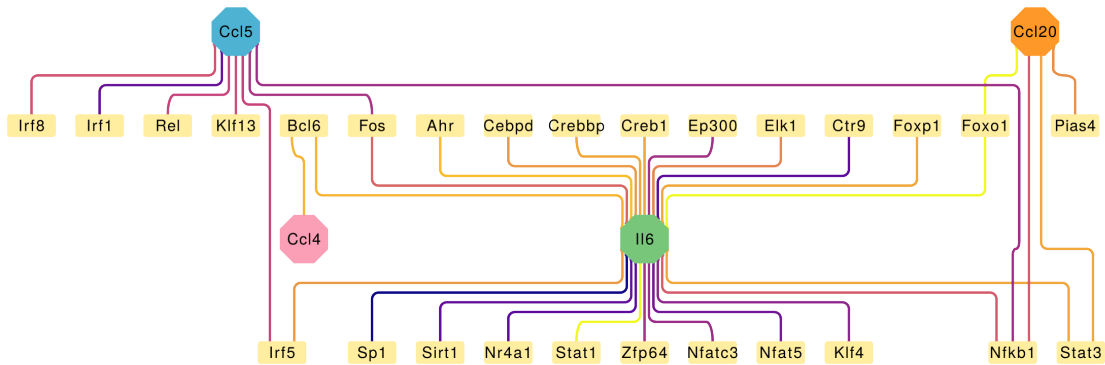 Ccl5 Ccl20
Irf8 Irf1 Rel Klf13 Bcl6 Fos Ahr Cebpd Crebbp Creb1 Ep300 Elk1 Ctr9 Foxp1 Foxo1 Pias4
Ccl4 Il6
Irf5 Sp1 Sirt1 Nr4a1 Stat1 Zfp64 Nfatc3 Nfat5 Klf4 Nfkb1 Stat3